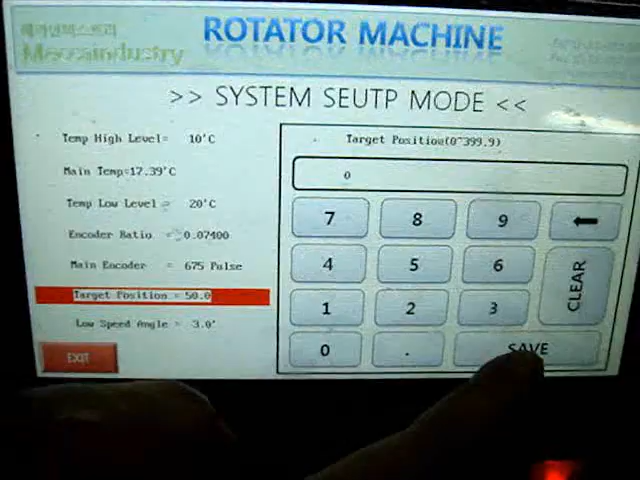 ROTATOR MACHINE
Meccaindustry
>> SYSTEM SEUTP MODE <<
Temp High Level= 10'C
Main Temp=17.39'C
Temp Low Level = 20'C
Encoder Ratio = 0.07400
Main Encoder = 675 Pulse
Target Position = 50.0
Low Speed Angle = 3.0'
EXIT
Target Position(0~399.9)
0
7 8 9 ←
4 5 6 CLEAR
1 2 3
0 . SAVE